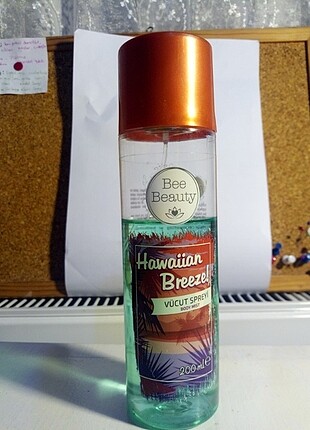 Bee
Beauty
Hawaiian
Breeze!
VÜCUT SPREYİ
BODY MIST
200 ml e